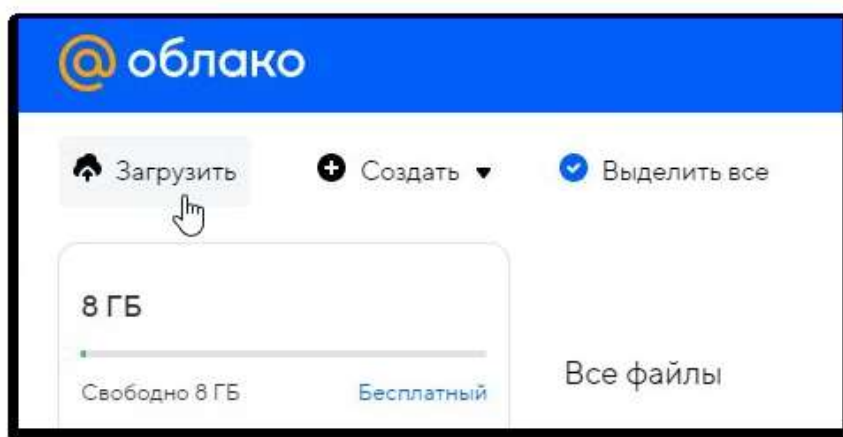 @ облако
Загрузить Создать Выделить все
8 ГБ
Свободно 8 ГБ Бесплатный
Все файлы